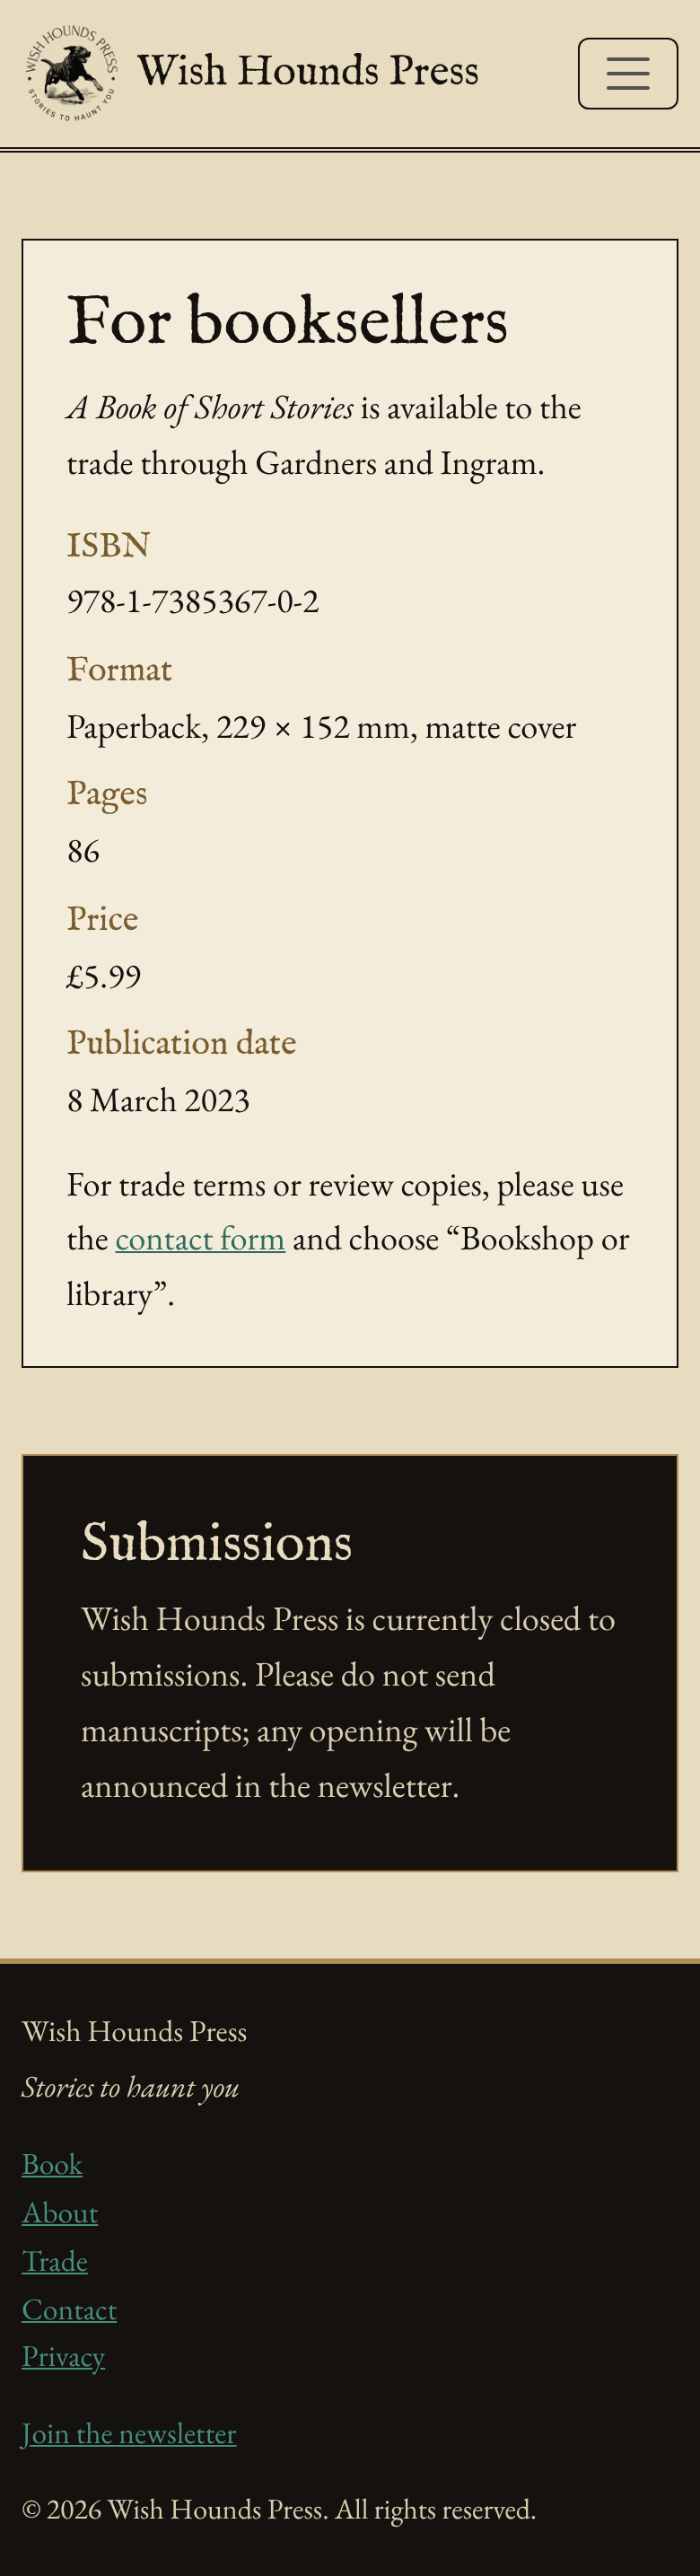 WISH HOUNDS PRESS
STORIES TO HAUNT YOU
Wish Hounds Press
For booksellers
A Book of Short Stories is available to the
trade through Gardners and Ingram.
ISBN
978-1-7385367-0-2
Format
Paperback, 229 × 152 mm, matte cover
Pages
86
Price
£5.99
Publication date
8 March 2023
For trade terms or review copies, please use
the contact form and choose “Bookshop or
library”.
Submissions
Wish Hounds Press is currently closed to
submissions. Please do not send
manuscripts; any opening will be
announced in the newsletter.
Wish Hounds Press
Stories to haunt you
Book
About
Trade
Contact
Privacy
Join the newsletter
© 2026 Wish Hounds Press. All rights reserved.